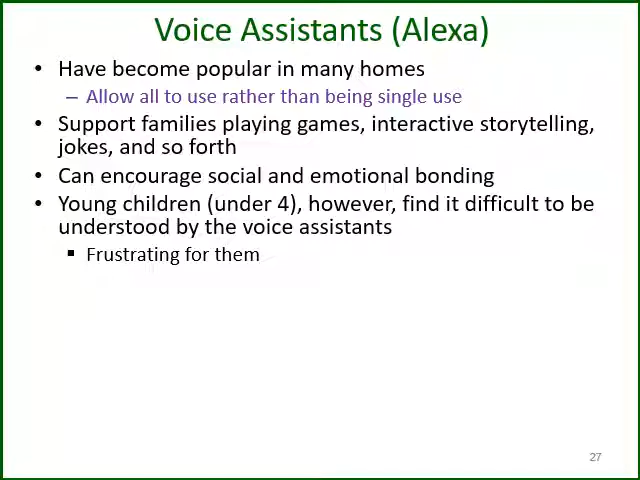 Voice Assistants (Alexa)
• Have become popular in many homes
– Allow all to use rather than being single use
• Support families playing games, interactive storytelling,
jokes, and so forth
• Can encourage social and emotional bonding
• Young children (under 4), however, find it difficult to be
understood by the voice assistants
▪ Frustrating for them
27